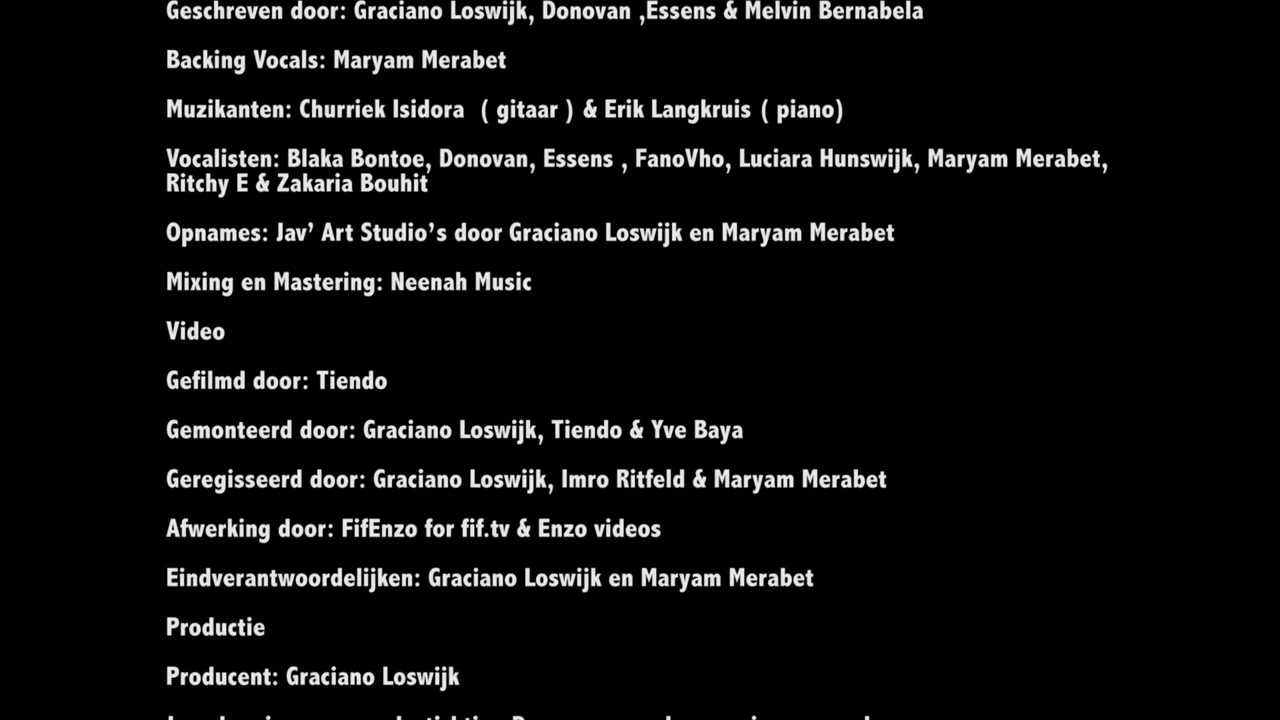 Geschreven door: Graciano Loswijk, Donovan ,Essens & Melvin Bernabela
Backing Vocals: Maryam Merabet
Muzikanten: Churriek Isidora ( gitaar ) & Erik Langkruis ( piano)
Vocalisten: Blaka Bontoe, Donovan, Essens , FanoVho, Luciara Hunswijk, Maryam Merabet,
Ritchy E & Zakaria Bouhit
Opnames: Jav’ Art Studio’s door Graciano Loswijk en Maryam Merabet
Mixing en Mastering: Neenah Music
Video
Gefilmd door: Tiendo
Gemonteerd door: Graciano Loswijk, Tiendo & Yve Baya
Geregisseerd door: Graciano Loswijk, Imro Ritfeld & Maryam Merabet
Afwerking door: FifEnzo for fif.tv & Enzo videos
Eindverantwoordelijken: Graciano Loswijk en Maryam Merabet
Productie
Producent: Graciano Loswijk